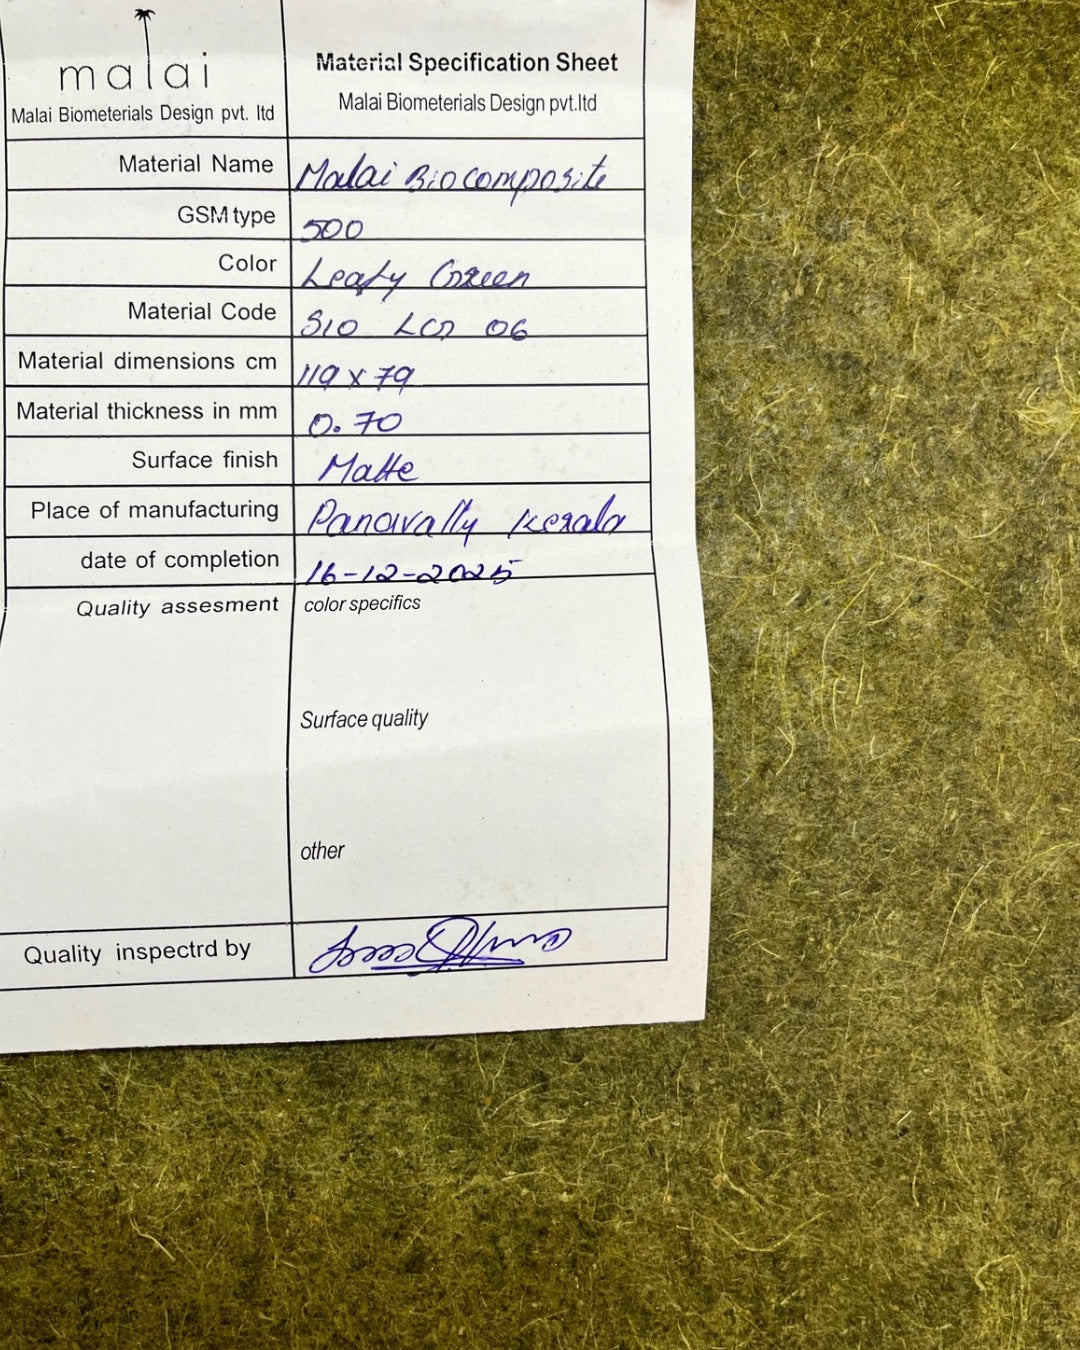 malai
Malai Biometerials Design pvt. ltd
Material Specification Sheet
Malai Biometerials Design pvt.ltd
Material Name Malai Biocomposite
GSM type 500
Color Leafy Green
Material Code S10 LG 06
Material dimensions cm 119 x 79
Material thickness in mm 0.70
Surface finish Matte
Place of manufacturing Panavally Kerala
date of completion 16-12-2025
Quality assesment color specifics
Surface quality
other
Quality inspectrd by